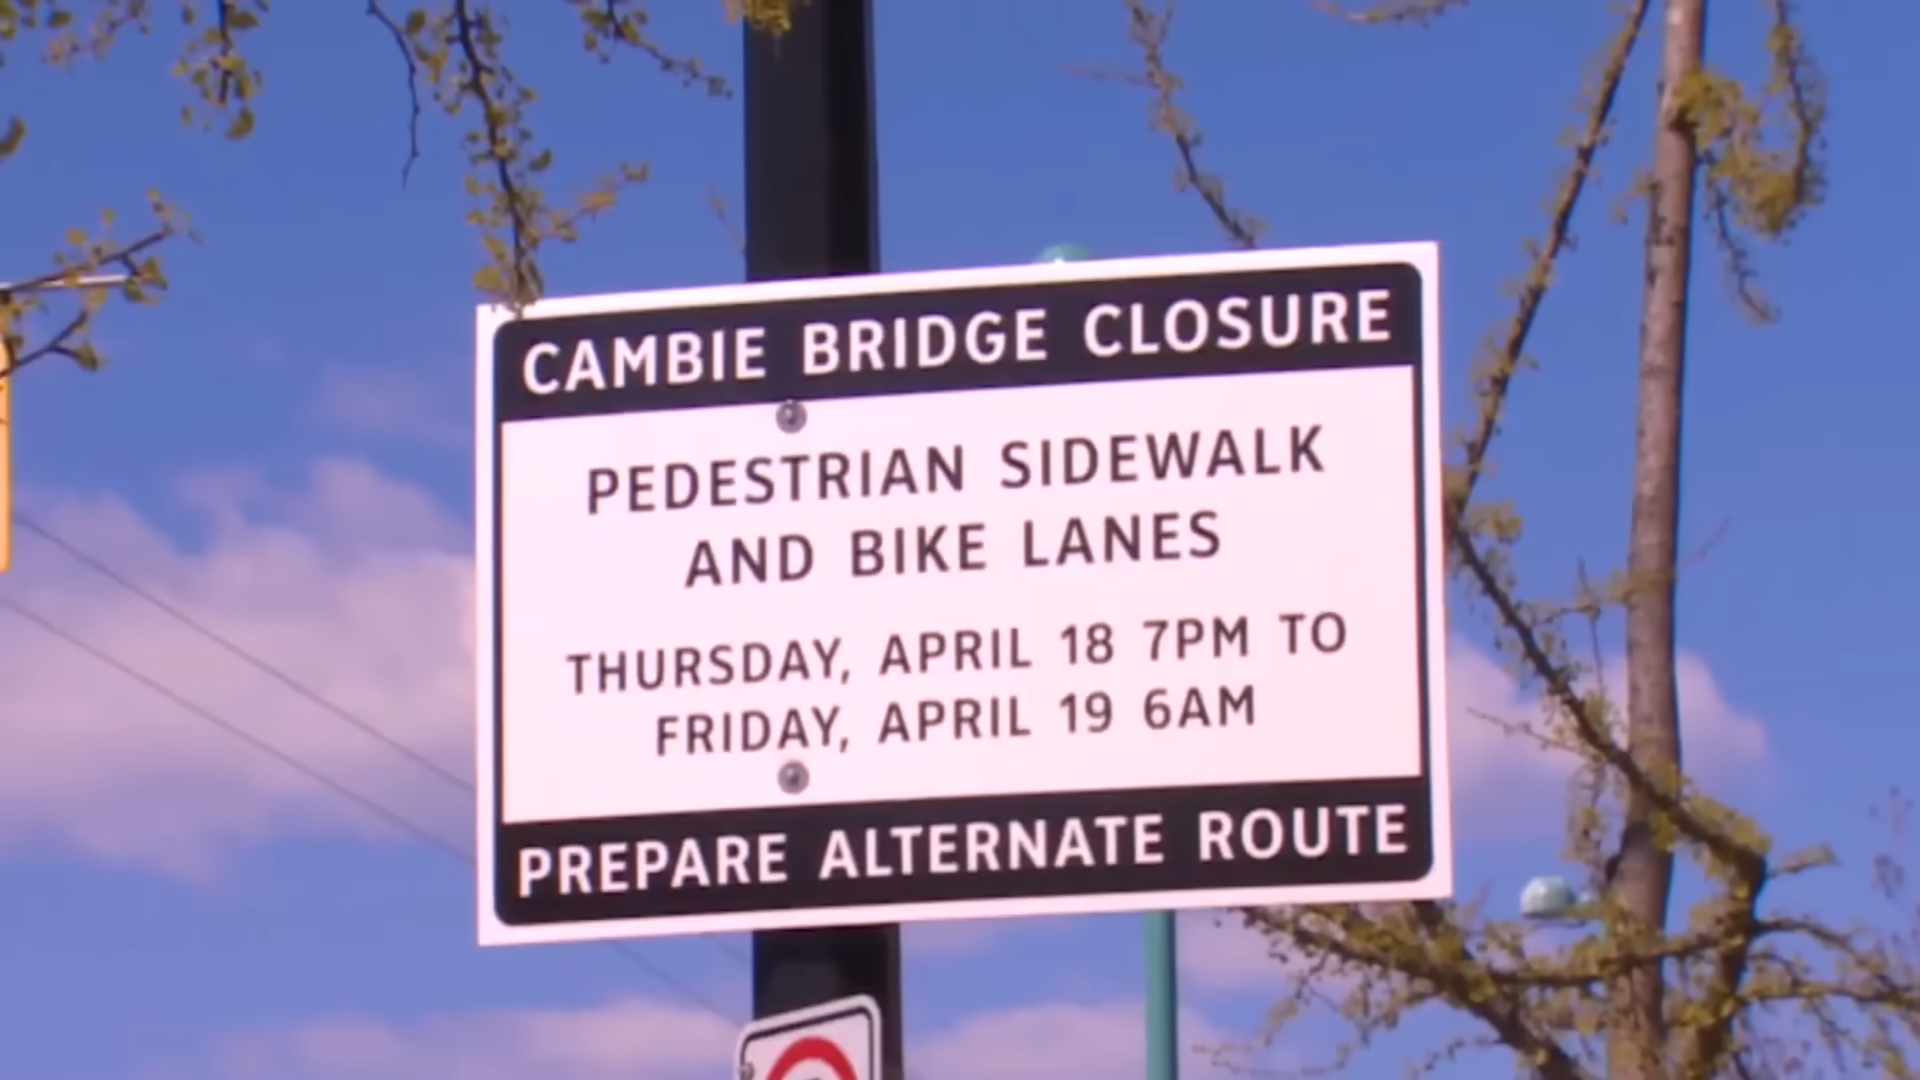 CAMBIE BRIDGE CLOSURE
PEDESTRIAN SIDEWALK
AND BIKE LANES
THURSDAY, APRIL 18 7PM TO
FRIDAY, APRIL 19 6AM
PREPARE ALTERNATE ROUTE